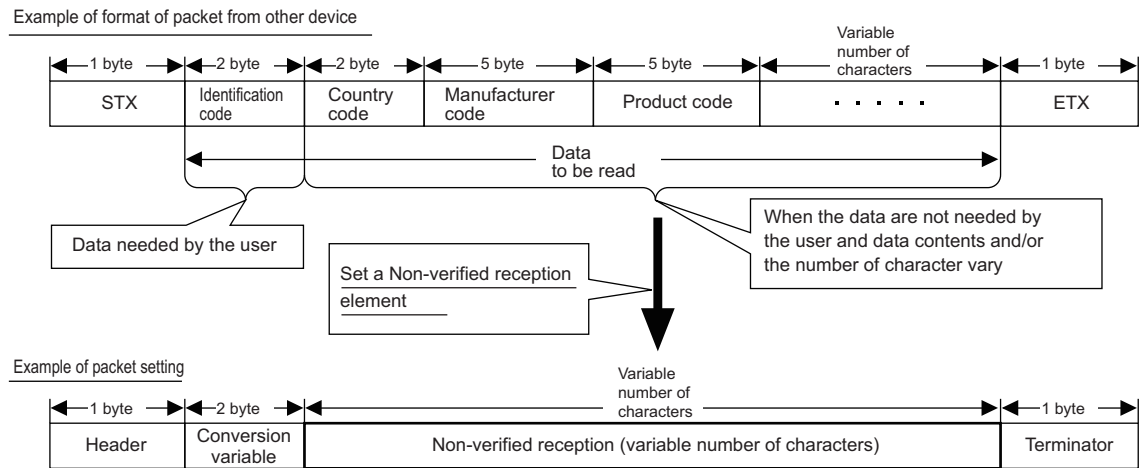 Example of format of packet from other device
Variable
number of
characters
1 byte 2 byte 2 byte 5 byte 5 byte 1 byte
STX Identification code Country code Manufacturer code Product code ..... ETX
Data
to be read
Data needed by the user
When the data are not needed by
the user and data contents and/or
the number of character vary
Set a Non-verified reception
element
Example of packet setting
Variable
number of
characters
1 byte 2 byte 1 byte
Header Conversion variable Non-verified reception (variable number of characters) Terminator